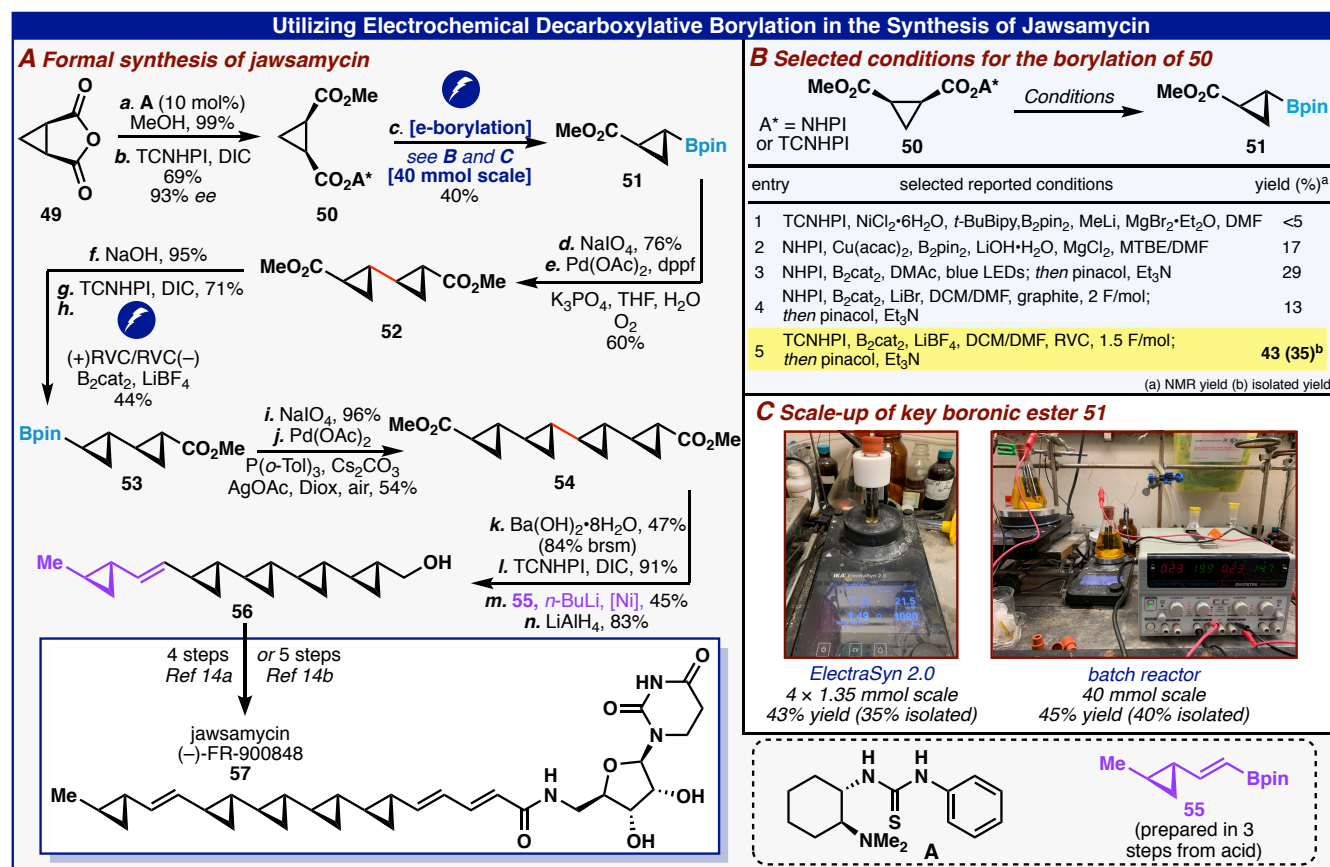 Utilizing Electrochemical Decarboxylative Borylation in the Synthesis of Jawsamycin
A Formal synthesis of jawsamycin
O
O
O
49
a. A (10 mol%)
MeOH, 99%
b. TCNHPI, DIC
69%
93% ee
CO2Me
CO2A*
50
c. [e-borylation]
see B and C
[40 mmol scale]
40%
MeO2C
Bpin
51
d. NaIO4, 76%
e. Pd(OAc)2, dppf
K3PO4, THF, H2O
O2
60%
MeO2C
CO2Me
52
f. NaOH, 95%
g. TCNHPI, DIC, 71%
h.
(+)RVC/RVC(–)
B2cat2, LiBF4
44%
Bpin
CO2Me
53
i. NaIO4, 96%
j. Pd(OAc)2
P(o-Tol)3, Cs2CO3
AgOAc, Diox, air, 54%
MeO2C
CO2Me
54
k. Ba(OH)2•8H2O, 47%
(84% brsm)
l. TCNHPI, DIC, 91%
m. 55, n-BuLi, [Ni], 45%
n. LiAlH4, 83%
Me
OH
56
4 steps or 5 steps
Ref 14a Ref 14b
jawsamycin
(–)-FR-900848
57
Me
O
H
N
O
OH
OH
N
O
HN
O
B Selected conditions for the borylation of 50
A* = NHPI
or TCNHPI
MeO2C
CO2A*
50
Conditions
MeO2C
Bpin
51
entry selected reported conditions yield (%)a
1 TCNHPI, NiCl2•6H2O, t-BuBipy,B2pin2, MeLi, MgBr2•Et2O, DMF <5
2 NHPI, Cu(acac)2, B2pin2, LiOH•H2O, MgCl2, MTBE/DMF 17
3 NHPI, B2cat2, DMAc, blue LEDs; then pinacol, Et3N 29
4 NHPI, B2cat2, LiBr, DCM/DMF, graphite, 2 F/mol;
then pinacol, Et3N 13
5 TCNHPI, B2cat2, LiBF4, DCM/DMF, RVC, 1.5 F/mol;
then pinacol, Et3N 43 (35)b
(a) NMR yield (b) isolated yield
C Scale-up of key boronic ester 51
IKA ElectraSyn 2.0
21.5
1.49
ElectraSyn 2.0
4 × 1.35 mmol scale
43% yield (35% isolated)
batch reactor
40 mmol scale
45% yield (40% isolated)
H
N
H
N
S
NMe2
A
Me
Bpin
55
(prepared in 3
steps from acid)